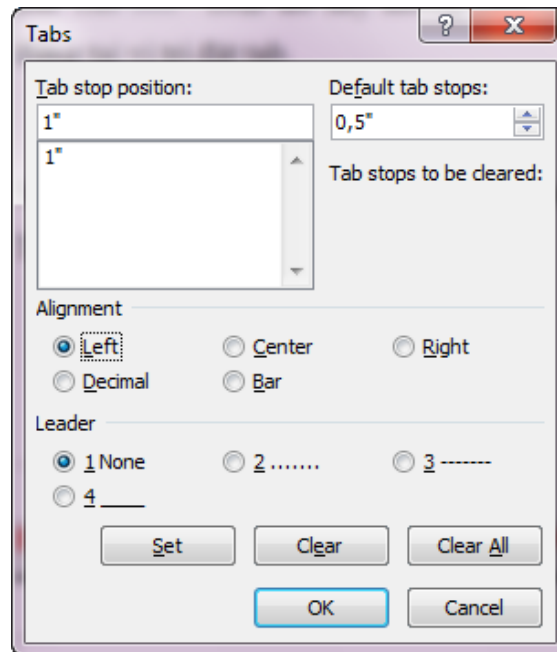 Tabs
Tab stop position:
Default tab stops:
1"
0,5"
1"
Tab stops to be cleared:
Alignment
Left
Center
Right
Decimal
Bar
Leader
1 None
2 .......
3 -------
4 ____
Set
Clear
Clear All
OK
Cancel